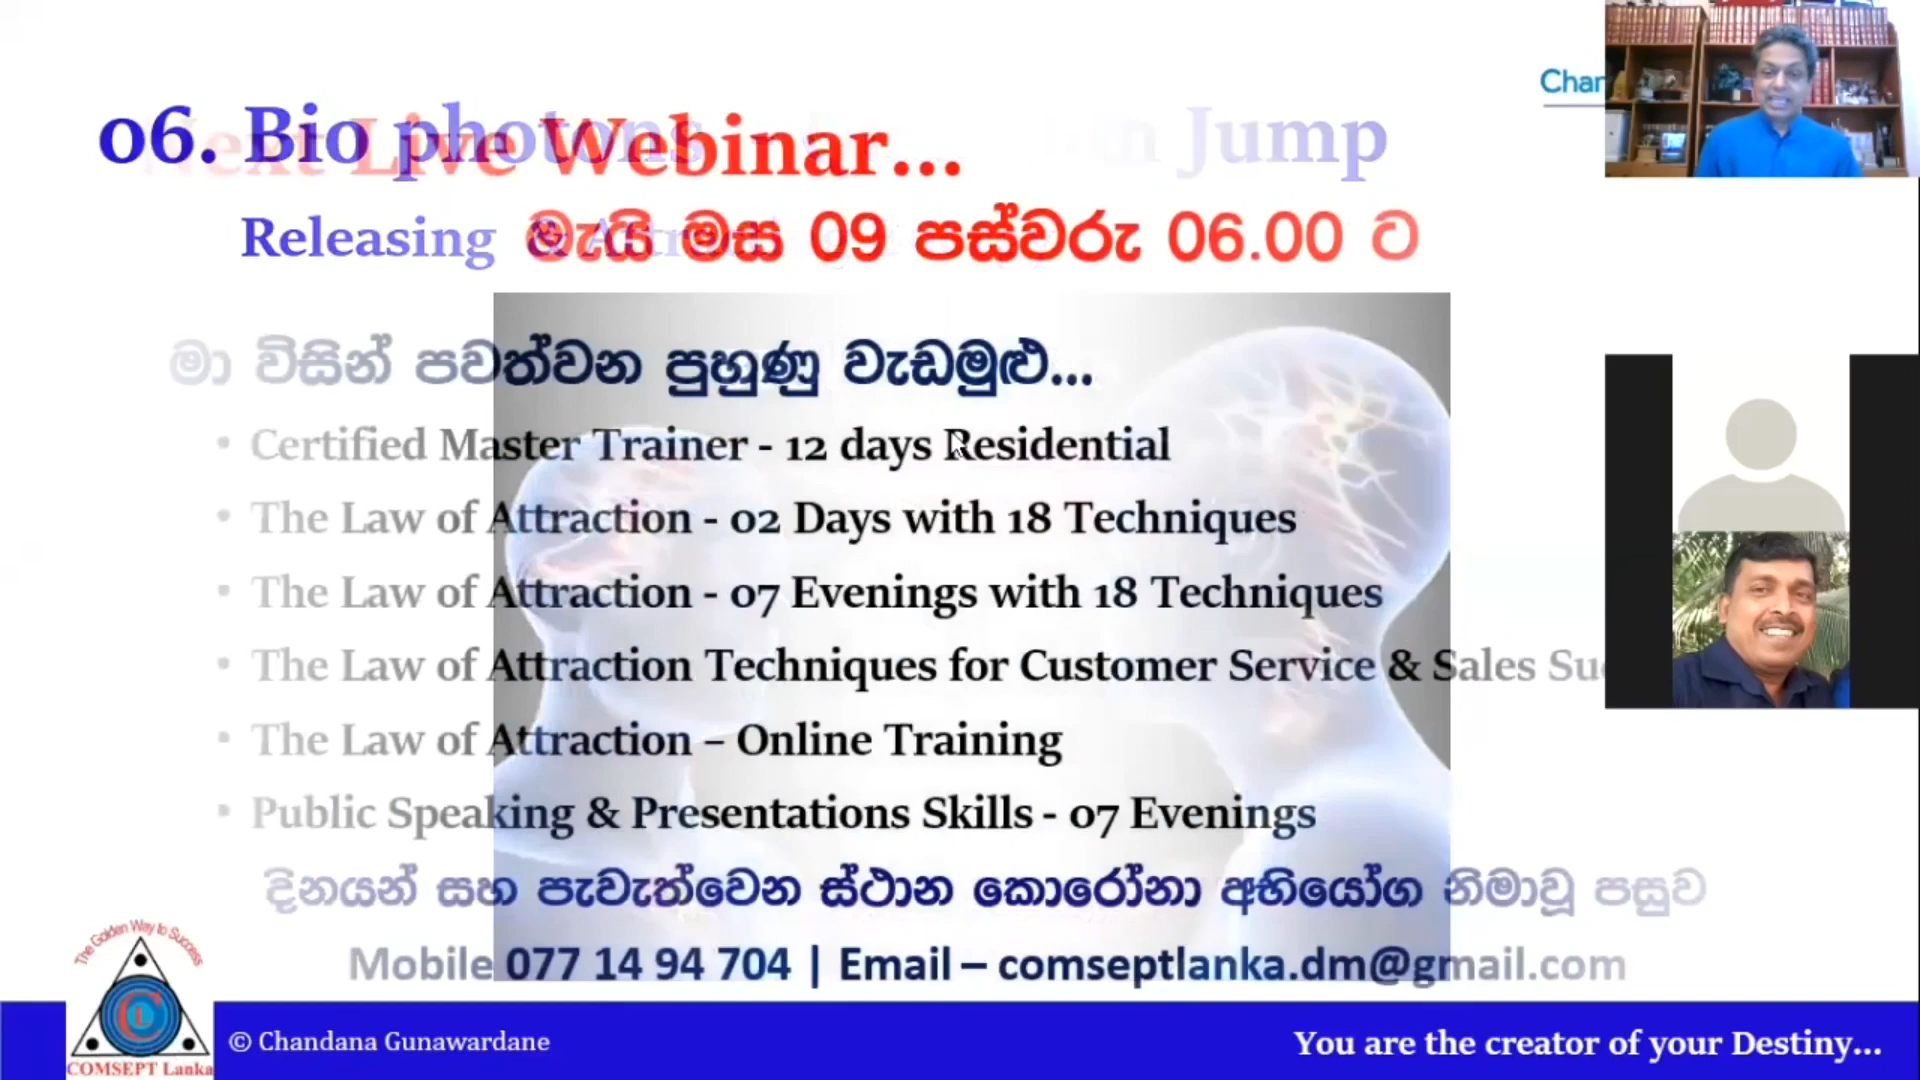 Char
06. Bio photons Jump
Next Live Webinar...
Releasing &
මැයි මස 09 පස්වරු 06.00 ට
මා විසින් පවත්වන පුහුණු වැඩමුළු...
• Certified Master Trainer - 12 days Residential
• The Law of Attraction - 02 Days with 18 Techniques
• The Law of Attraction - 07 Evenings with 18 Techniques
• The Law of Attraction Techniques for Customer Service & Sales Su
• The Law of Attraction – Online Training
• Public Speaking & Presentations Skills - 07 Evenings
දිනයන් සහ පැවැත්වෙන ස්ථාන කොරෝනා අභියෝග නිමාවූ පසුව
Mobile 077 14 94 704 | Email – comseptlanka.dm@gmail.com
The Golden Way to Success
COMSEPT Lanka
© Chandana Gunawardane
You are the creator of your Destiny...